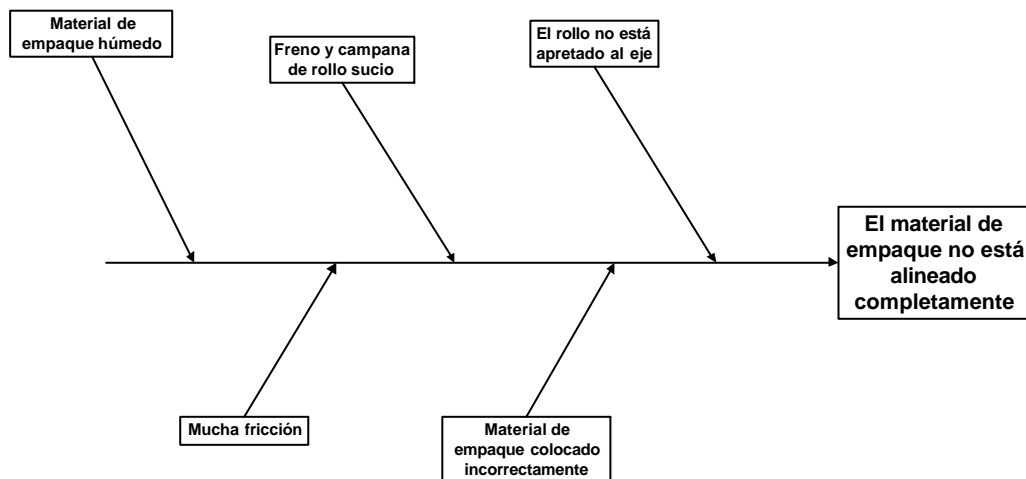 Material de
empaque húmedo
Freno y campana
de rollo sucio
El rollo no está
apretado al eje
El material de
empaque no está
alineado
completamente
Mucha fricción
Material de
empaque colocado
incorrectamente